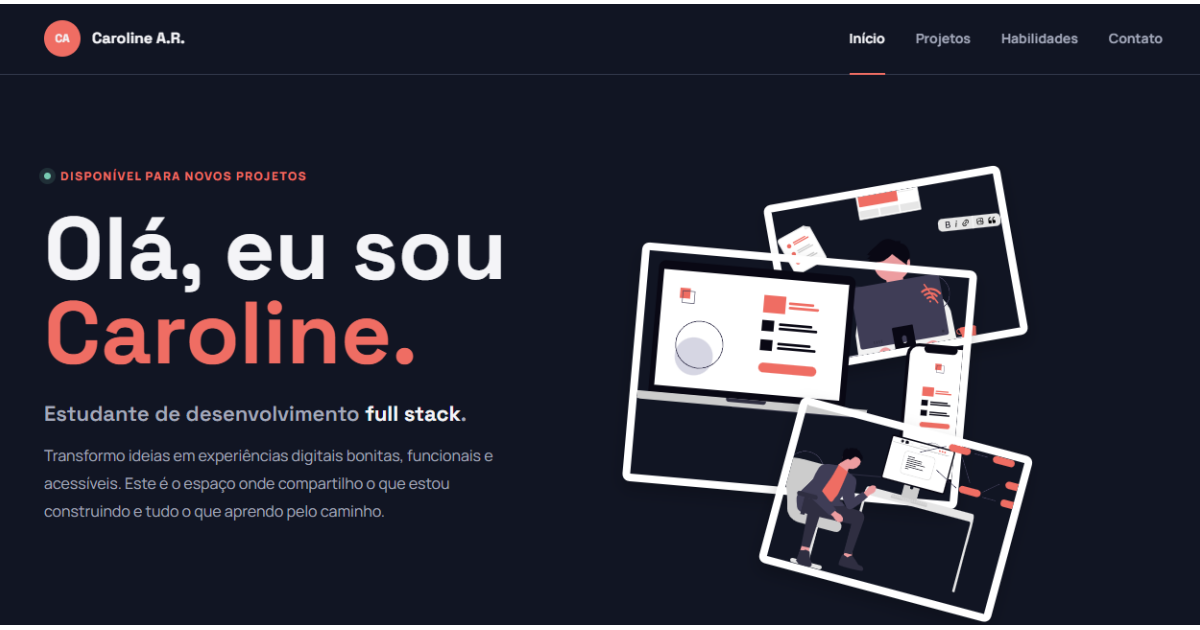 CA
Caroline A.R.
Início
Projetos
Habilidades
Contato
DISPONÍVEL PARA NOVOS PROJETOS
Olá, eu sou
Caroline.
Estudante de desenvolvimento full stack.
Transformo ideias em experiências digitais bonitas, funcionais e
acessíveis. Este é o espaço onde compartilho o que estou
construindo e tudo o que aprendo pelo caminho.
B i